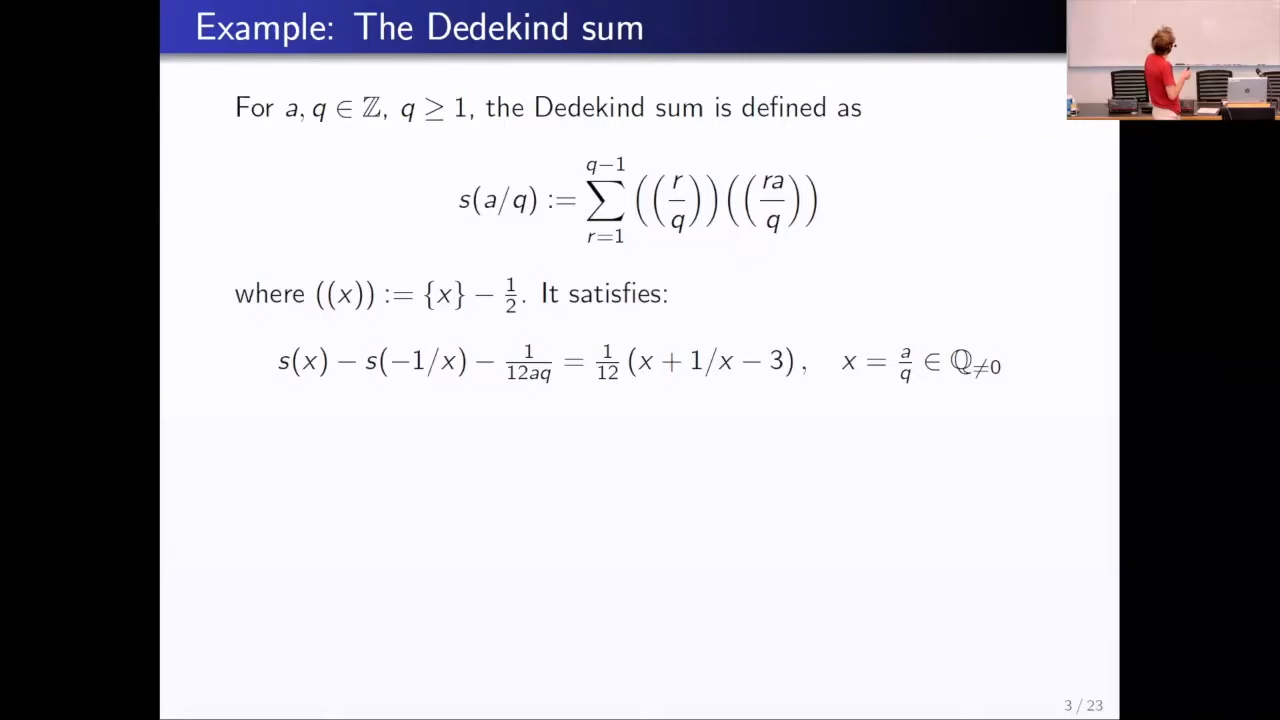 Example: The Dedekind sum
For a, q ∈ ℤ, q ≥ 1, the Dedekind sum is defined as
s(a/q) := ∑_{r=1}^{q−1} ((r/q)) ((ra/q))
where ((x)) := {x} − 1/2. It satisfies:
s(x) − s(−1/x) − 1/(12aq) = 1/12 (x + 1/x − 3), x = a/q ∈ ℚ_{≠0}
3 / 23